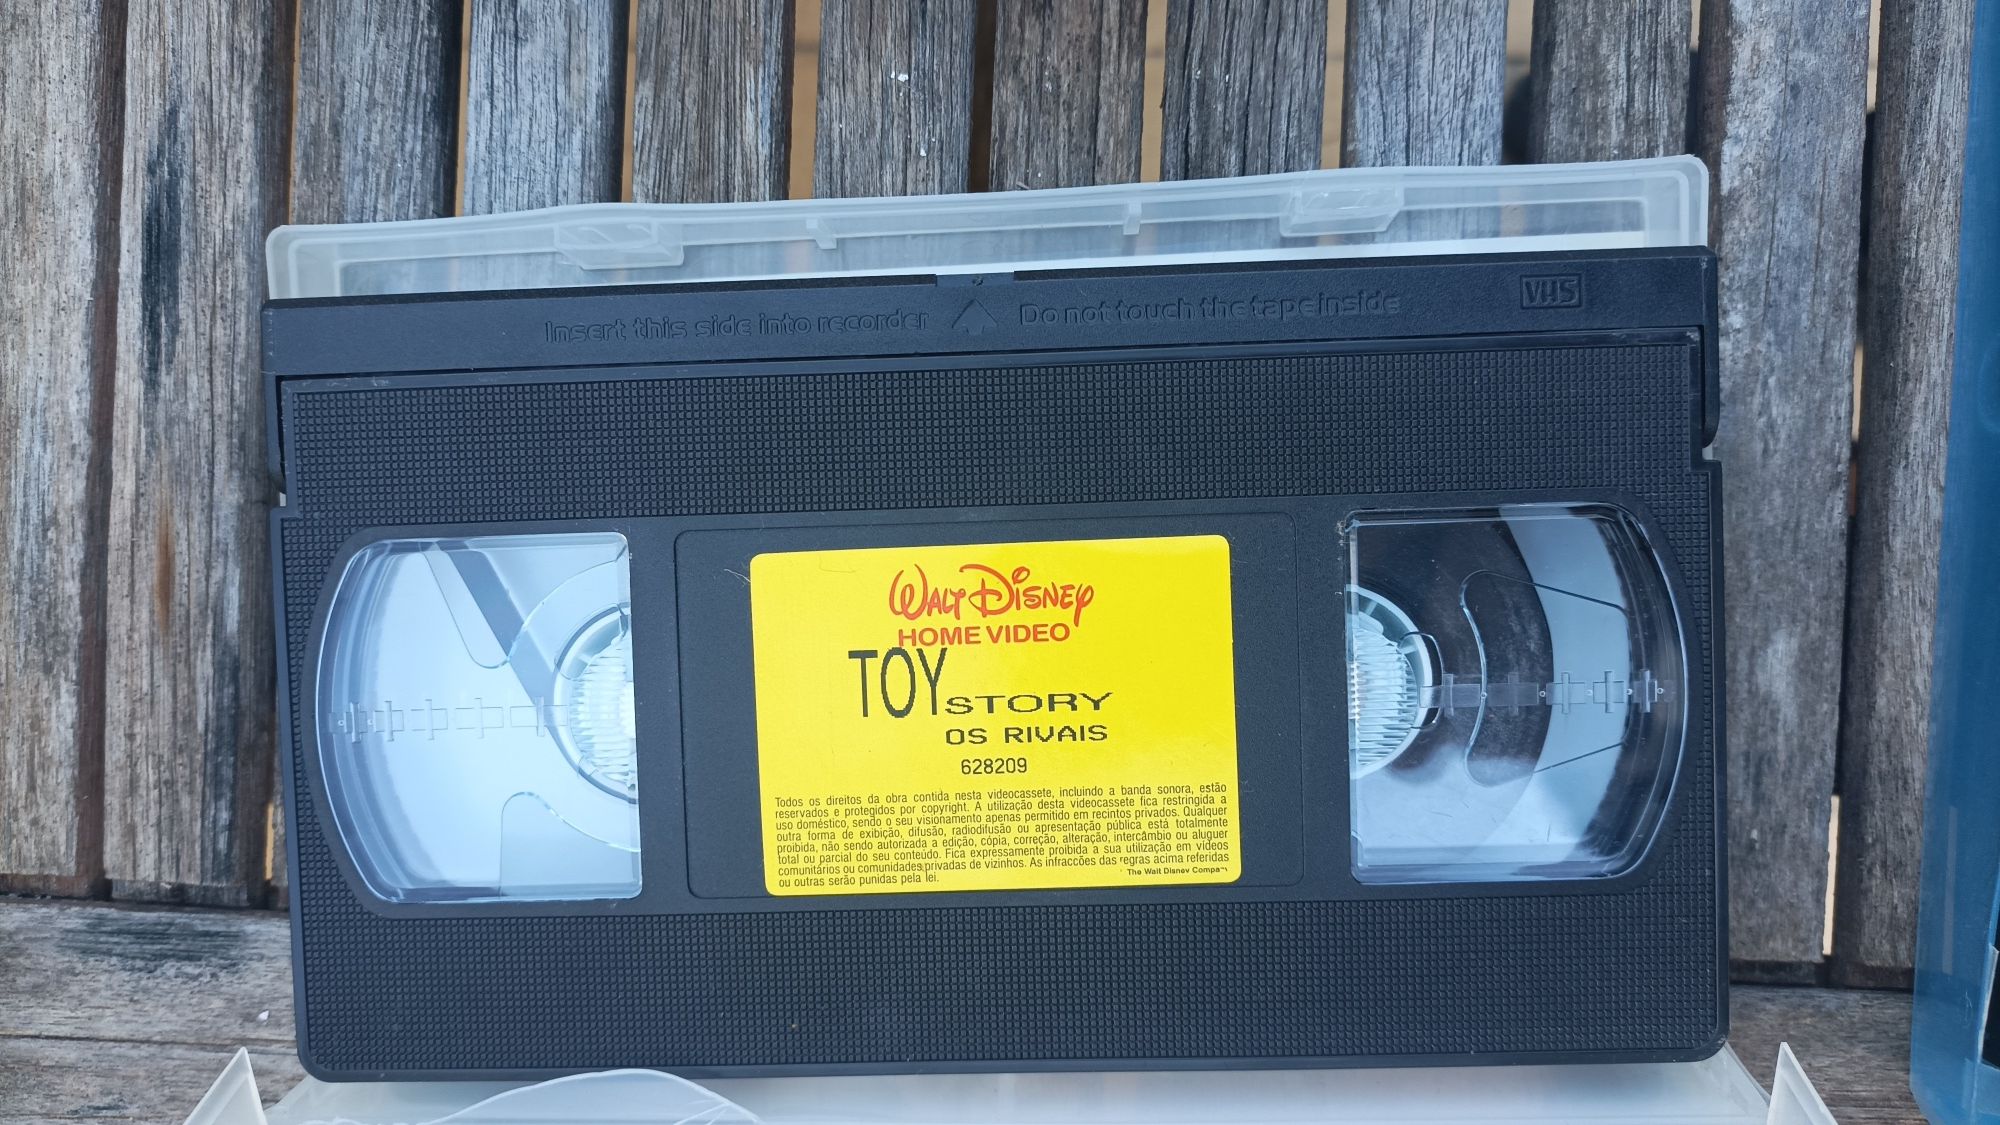 Insert this side into recorder Do not touch the tape inside VHS
WALT DISNEY
HOME VIDEO
TOY STORY
OS RIVAIS
628209
Todos os direitos da obra contida nesta videocassete, incluindo a banda sonora, estão
reservados e protegidos por copyright. A utilização desta videocassete fica restringida a
uso doméstico, sendo o seu visionamento apenas permitido em recintos privados. Qualquer
outra forma de exibição, difusão, radiodifusão ou apresentação pública está totalmente
proibida, não sendo autorizada a edição, cópia, correção, alteração, intercâmbio ou aluguer
total ou parcial do seu conteúdo. Fica expressamente proibida a sua utilização em vídeos
comunitários ou comunidades privadas de vizinhos. As infracções das regras acima referidas
ou outras serão punidas pela lei.
The Walt Disney